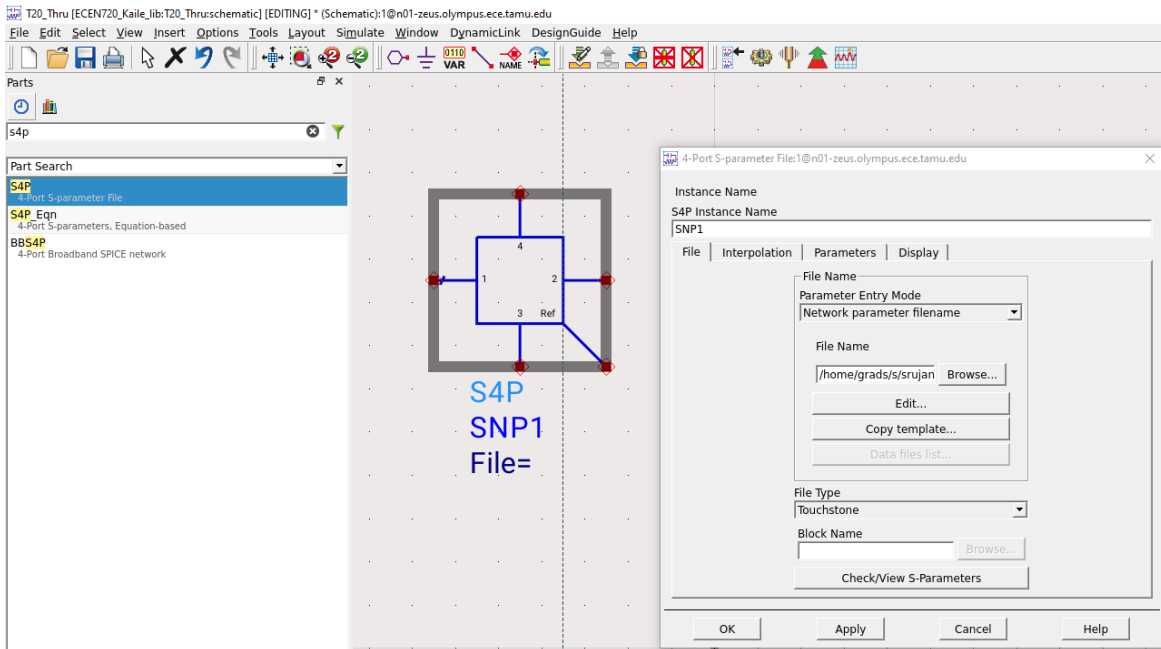 T20_Thru [ECEN720_Kaile_lib:T20_Thru:schematic] [EDITING] * (Schematic):1@n01-zeus.olympus.ece.tamu.edu
File Edit Select View Insert Options Tools Layout Simulate Window DynamicLink DesignGuide Help
0110
VAR
NAME
Parts
s4p
Part Search
S4P
4-Port S-parameter File
S4P_Eqn
4-Port S-parameters, Equation-based
BBS4P
4-Port Broadband SPICE network
4
1 2
3 Ref
S4P
SNP1
File=
4-Port S-parameter File:1@n01-zeus.olympus.ece.tamu.edu
Instance Name
S4P Instance Name
SNP1
File Interpolation Parameters Display
File Name
Parameter Entry Mode
Network parameter filename
File Name
/home/grads/s/srujan Browse...
Edit...
Copy template...
Data files list...
File Type
Touchstone
Block Name
Browse...
Check/View S-Parameters
OK Apply Cancel Help